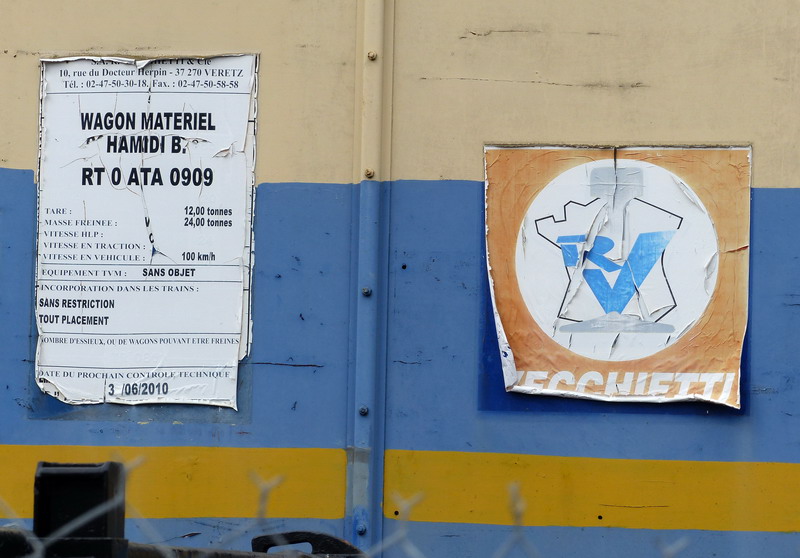 & Cie
10, rue du Docteur Herpin - 37 270 VERETZ
Tél. : 02-47-50-30-18. Fax. : 02-47-50-58-58
WAGON MATERIEL
HAMIDI B.
RT 0 ATA 0909
TARE : 12,00 tonnes
MASSE FREINEE : 24,00 tonnes
VITESSE HLP :
VITESSE EN TRACTION :
VITESSE EN VEHICULE : 100 km/h
EQUIPEMENT TVM : SANS OBJET
INCORPORATION DANS LES TRAINS :
SANS RESTRICTION
TOUT PLACEMENT
NOMBRE D'ESSIEUX, OU DE WAGONS POUVANT ETRE FREINES
DATE DU PROCHAIN CONTROLE TECHNIQUE
3 /06/2010
TRV
VECCHIETTI